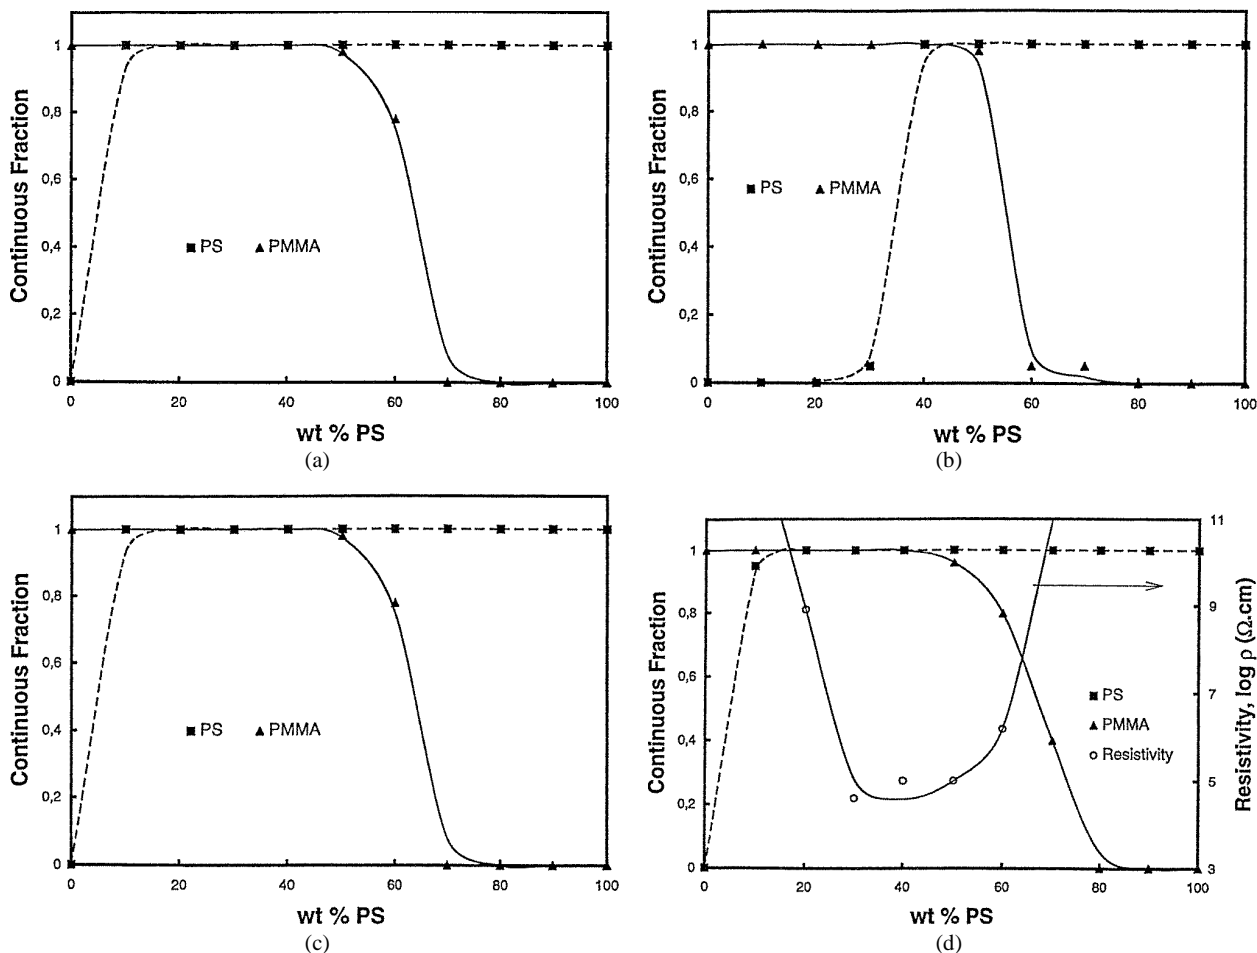 1
0,8
0,6
0,4
0,2
0
Continuous Fraction
PS PMMA
0 20 40 60 80 100
wt % PS
(a)
1
0,8
0,6
0,4
0,2
0
Continuous Fraction
PS PMMA
0 20 40 60 80 100
wt % PS
(b)
1
0,8
0,6
0,4
0,2
0
Continuous Fraction
PS PMMA
0 20 40 60 80 100
wt % PS
(c)
1
0,8
0,6
0,4
0,2
0
Continuous Fraction
11
9
7
5
3
Resistivity, log ρ (Ω.cm)
PS
PMMA
Resistivity
0 20 40 60 80 100
wt % PS
(d)